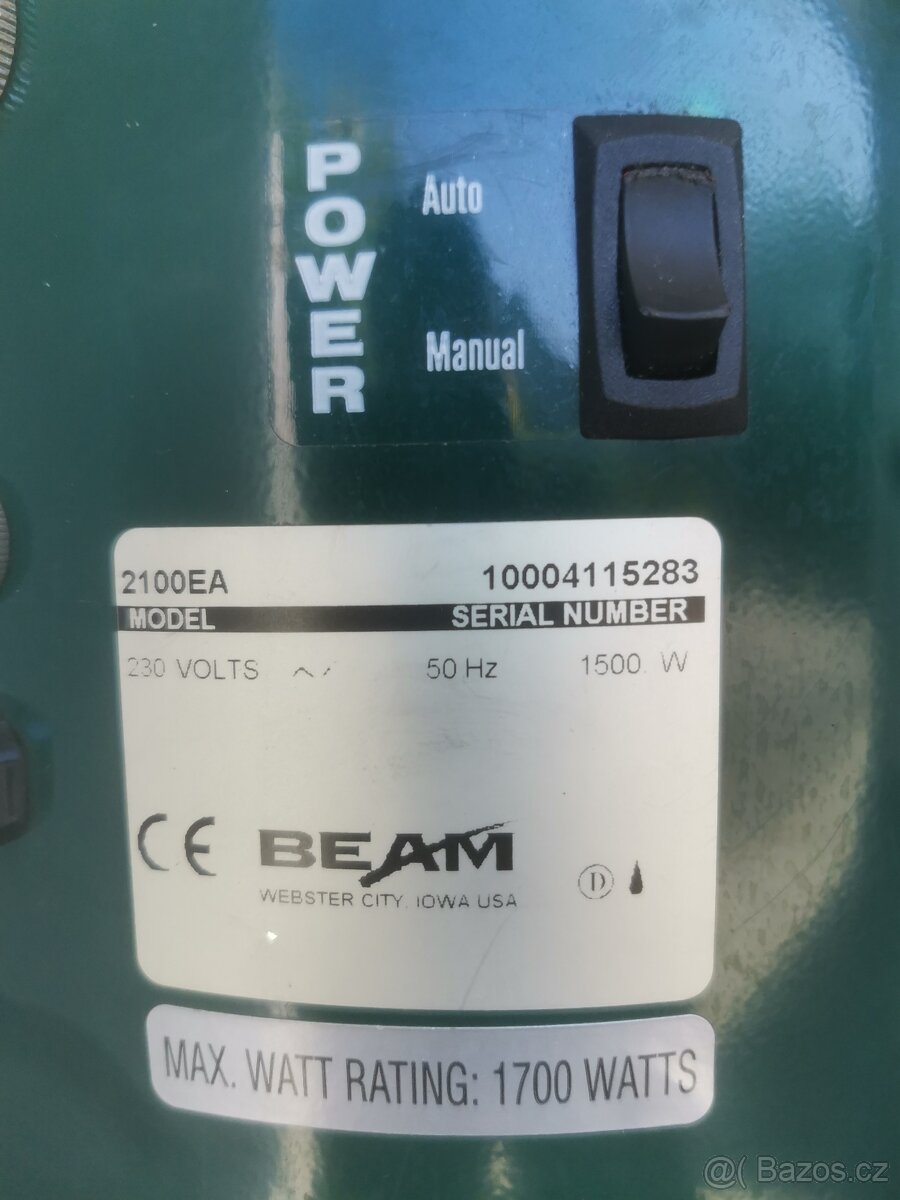 POWER
Auto
Manual
2100EA 10004115283
MODEL SERIAL NUMBER
230 VOLTS 50 Hz 1500 W
CE BEAM
WEBSTER CITY, IOWA USA
D
MAX. WATT RATING: 1700 WATTS
@( Bazos.cz